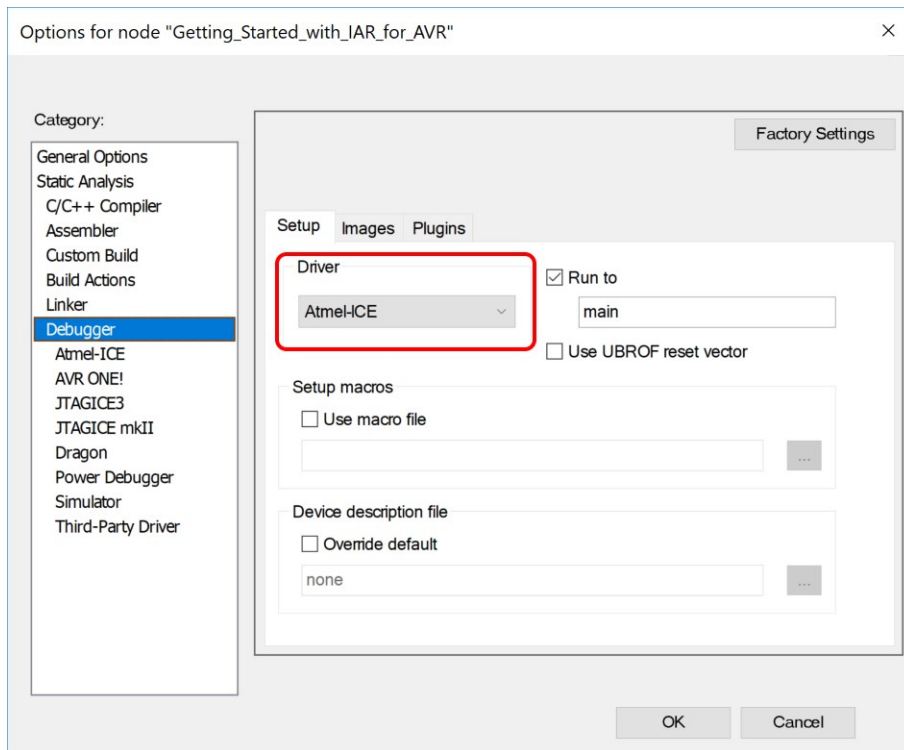 Options for node "Getting_Started_with_IAR_for_AVR"
Category:
General Options
Static Analysis
C/C++ Compiler
Assembler
Custom Build
Build Actions
Linker
Debugger
Atmel-ICE
AVR ONE!
JTAGICE3
JTAGICE mkII
Dragon
Power Debugger
Simulator
Third-Party Driver
Factory Settings
Setup Images Plugins
Driver
Atmel-ICE
Run to
main
Use UBROF reset vector
Setup macros
Use macro file
...
Device description file
Override default
none
...
OK Cancel